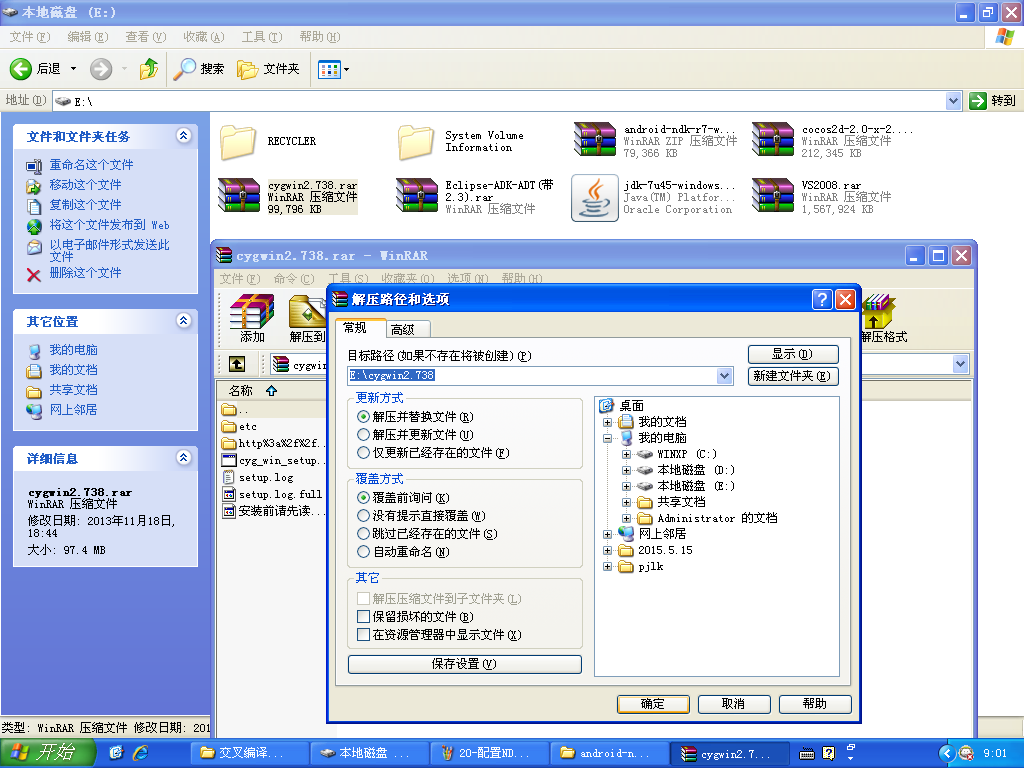 本地磁盘 (E:)
文件(F) 编辑(E) 查看(V) 收藏(A) 工具(T) 帮助(H)
后退 搜索 文件夹
地址(D) E:\ 转到
文件和文件夹任务
重命名这个文件
移动这个文件
复制这个文件
将这个文件发布到 Web
以电子邮件形式发送此
文件
删除这个文件
其它位置
我的电脑
我的文档
共享文档
网上邻居
详细信息
cygwin2.738.rar
WinRAR 压缩文件
修改日期: 2013年11月18日,
18:44
大小: 97.4 MB
RECYCLER
System Volume
Information
android-ndk-r7-w...
WinRAR ZIP 压缩文件
79,366 KB
cocos2d-2.0-x-2....
WinRAR 压缩文件
212,345 KB
cygwin2.738.rar
WinRAR 压缩文件
99,796 KB
Eclipse-ADK-ADT(带
2.3).rar
WinRAR 压缩文件
jdk-7u45-windows...
Java(TM) Platfor...
Oracle Corporation
VS2008.rar
WinRAR 压缩文件
1,567,924 KB
cygwin2.738.rar - WinRAR
文件(F) 命令(C) 工具(S) 收藏夹(O) 选项(N) 帮助(H)
添加 解压到 解压格式
cygwin
名称
..
etc
http%3a%2f%2f..
cyg_win_setup..
setup.log
setup.log.full
安装前请先读...
解压路径和选项
常规 高级
目标路径(如果不存在将被创建)(P)
E:\cygwin2.738
显示(D)
新建文件夹(E)
更新方式
解压并替换文件(R)
解压并更新文件(U)
仅更新已经存在的文件(F)
覆盖方式
覆盖前询问(K)
没有提示直接覆盖(W)
跳过已经存在的文件(S)
自动重命名(N)
其它
解压压缩文件到子文件夹(L)
保留损坏的文件(B)
在资源管理器中显示文件(X)
保存设置(V)
桌面
我的文档
我的电脑
WINXP (C:)
本地磁盘 (D:)
本地磁盘 (E:)
共享文档
Administrator 的文档
网上邻居
2015.5.15
pjlk
确定 取消 帮助
类型: WinRAR 压缩文件 修改日期: 201
开始 交叉编译... 本地磁盘 ... 20-配置ND... android-n... cygwin2.7... 9:01